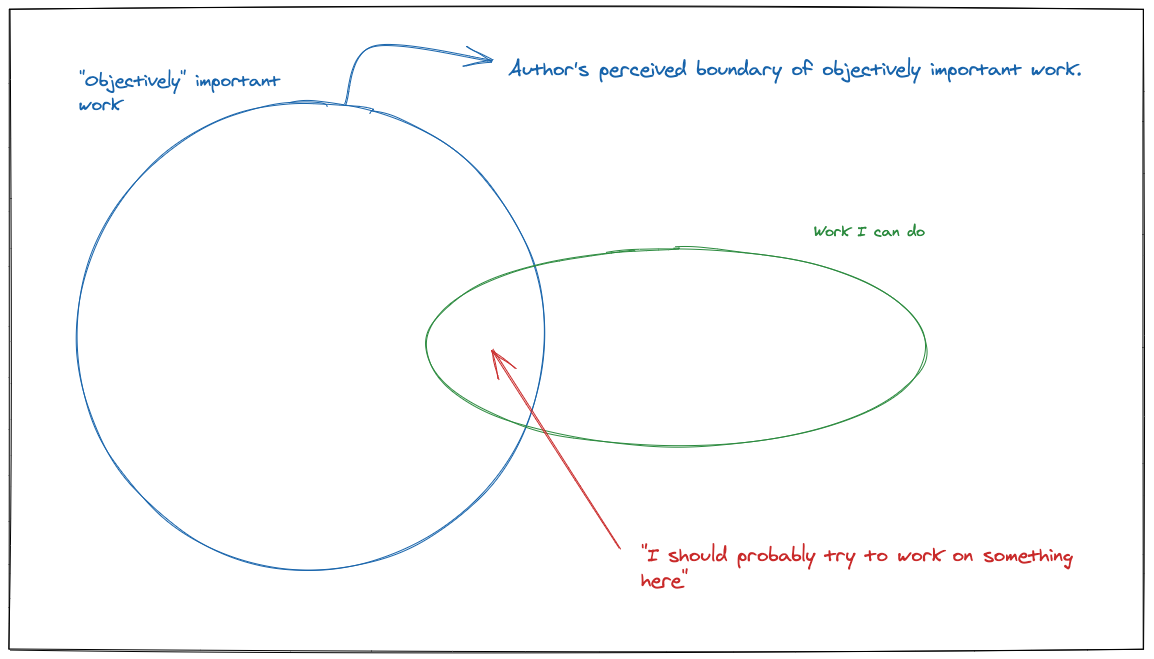 "Objectively" important
work
Author's perceived boundary of objectively important work.
Work I can do
"I should probably try to work on something
here"